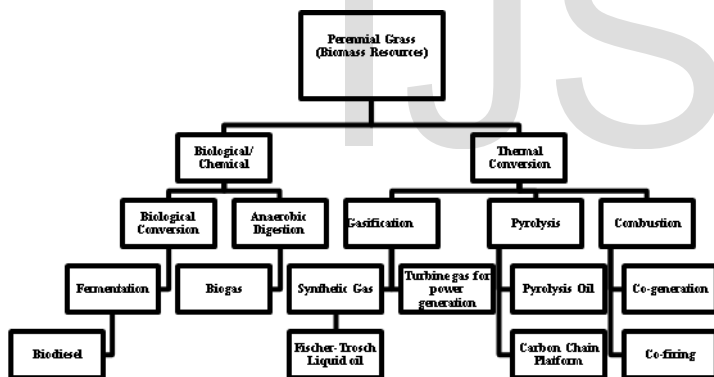 IJS
Perennial Grass
(Biomass Resources)
Biological/
Chemical
Thermal
Conversion
Biological
Conversion
Anaerobic
Digestion
Gasification
Pyrolysis
Combustion
Fermentation
Biogas
Synthetic Gas
Turbine gas for
power
generation
Pyrolysis Oil
Co-generation
Biodiesel
Fischer-Trosch
Liquid oil
Carbon Chain
Platform
Co-firing